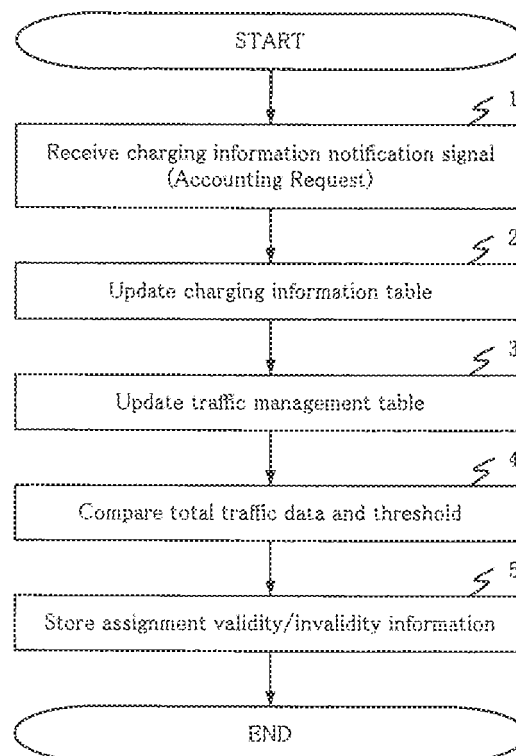 START
1
Receive charging information notification signal
(Accounting Request)
2
Update charging information table
3
Update traffic management table
4
Compare total traffic data and threshold
5
Store assignment validity/invalidity information
END